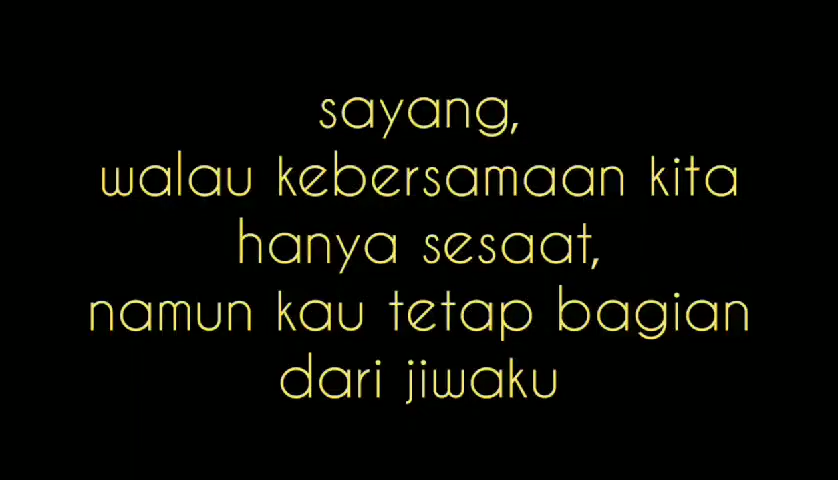 sayang,
walau kebersamaan kita
hanya sesaat,
namun kau tetap bagian
dari jiwaku